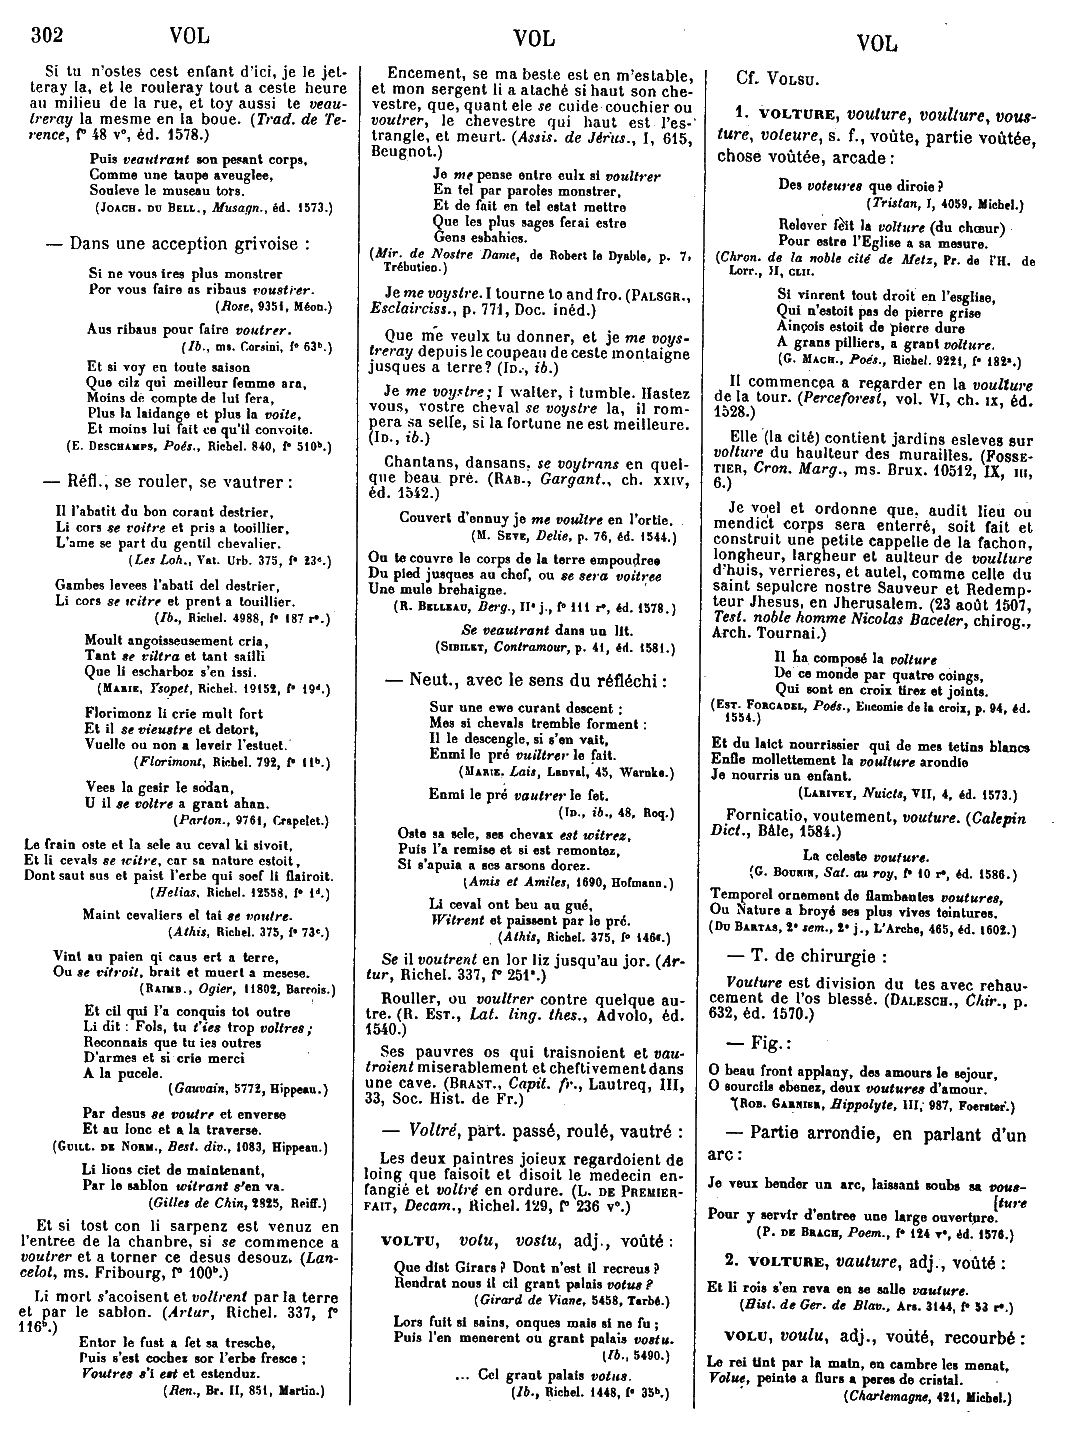 302
VOL
VOL
VOL
Si tu n'ostes cest enfant d'ici, je le jet-
teray la, et le rouleray tout a ceste heure
au milieu de la rue, et toy aussi te veau-
treray la mesme en la boue. (Trad. de Te-
rence, f° 48 v°, éd. 1578.)
Puis veautrant son pesant corps,
Comme une taupe aveuglee,
Souleve le museau tors.
(JOACH. DU BELL., Musagn., éd. 1573.)
— Dans une acception grivoise :
Si ne vous ires plus monstrer
Por vous faire as ribaus voustrer.
(Rose, 9351, Méon.)
Aus ribaus pour faire voutrer.
(Ib., ms. Corsini, f° 63ᵇ.)
Et si voy en toute saison
Que cilz qui meilleur femme ara,
Moins de compte de lui fera,
Plus la laidange et plus la voite,
Et moins lui fait ce qu'il convoite.
(E. DESCHAMPS, Poés., Richel. 840, f° 510ᵇ.)
— Réfl., se rouler, se vautrer :
Il l'abatit du bon corant destrier,
Li cors se voitre et pris a tooillier,
L'ame se part du gentil chevalier.
(Les Loh., Vat. Urb. 375, f° 23ᶜ.)
Gambes levees l'abati del destrier,
Li cors se witre et prent a touillier.
(Ib., Richel. 4988, f° 187 r°.)
Moult angoisseusement cria,
Tant se viltra et tant sailli
Que li escharboz s'en issi.
(MARIE, Ysopet, Richel. 19152, f° 19ᵈ.)
Florimonz li crie mult fort
Et il se vieustre et detort,
Vuelle ou non a leveir l'estuet.
(Florimont, Richel. 792, f° 11ᵇ.)
Vees la gesir le sodan,
U il se voltre a grant ahan.
(Parton., 9761, Crapelet.)
Le frain oste et la sele au ceval ki sivoit,
Et li cevals se witre, car sa nature estoit,
Dont saut sus et paist l'erbe qui soef li flairoit.
(Helias, Richel. 12558, f° 1ᵈ.)
Maint cavaliers el tai se voutre.
(Athis, Richel. 375, f° 73ᶜ.)
Vint au paien qi caus ert a terre,
Ou se vitroit, brait et muert a mesese.
(RAIMB., Ogier, 11802, Barrois.)
Et cil qui l'a conquis tot outre
Li dit : Fols, tu t'ies trop voltres ;
Reconnais que tu ies outres
D'armes et si crie merci
A la pucele.
(Gauvain, 5772, Hippeau.)
Par desus se voutre et enverse
Et au lonc et a la traverse.
(GUILL. DE NORM., Best. div., 1083, Hippeau.)
Li lions ciet de maintenant,
Par le sablon witrant s'en va.
(Gilles de Chin, 2825, Reiff.)
Et si tost con li sarpenz est venuz en
l'entree de la chanbre, si se commence a
voutrer et a torner ce desus desouz. (Lan-
celot, ms. Fribourg, f° 100ᵇ.)
Li mort s'acoisent et voltrent par la terre
et par le sablon. (Artur, Richel. 337, f°
116ᵇ.)
Entor le fust a fet sa tresche,
Puis s'est cochez sor l'erbe fresce ;
Voutres s'i est et estenduz.
(Ren., Br. II, 851, Martin.)
Encement, se ma beste est en m'estable,
et mon sergent li a ataché si haut son che-
vestre, que, quant ele se cuide couchier ou
voutrer, le chevestre qui haut est l'es-
trangle, et meurt. (Assis. de Jérus., I, 615,
Beugnot.)
Je me pense entre eulx si voultrer
En tel par paroles monstrer,
Et de fait en tel estat mettre
Que les plus sages ferai estre
Gens esbahics.
(Mir. de Nostre Dame, de Robert le Dyable, p. 7,
Trébutien.)
Je me voystre. I tourne to and fro. (PALSGR.,
Esclairciss., p. 771, Doc. inéd.)
Que me veulx tu donner, et je me voys-
treray depuis le coupeau de ceste montaigne
jusques a terre? (ID., ib.)
Je me voystre; I walter, i tumble. Hastez
vous, vostre cheval se voystre la, il rom-
pera sa selle, si la fortune ne est meilleure.
(ID., ib.)
Chantans, dansans, se voytrans en quel-
que beau pré. (RAB., Gargant., ch. XXIV,
éd. 1542.)
Couvert d'ennuy je me voultre en l'ortie.
(M. SEVE, Delie, p. 76, éd. 1544.)
Ou te couvre le corps de la terre empoudree
Du pied jusques au chef, ou se sera voitree
Une mule brehaigne.
(R. BELLEAU, Berg., IIᵉ j., f° 111 r°, éd. 1578.)
Se veautrant dans un lit.
(SIBILET, Contramour, p. 41, éd. 1581.)
— Neut., avec le sens du réfléchi :
Sur une ewe curant descent :
Mes si chevals tremble forment :
Il le descengle, si s'en vait,
Enmi le pré vuiltrer le fait.
(MARIE, Lais, Lanval, 45, Warnke.)
Enmi le pré vautrer le fet.
(ID., ib., 48, Roq.)
Oste sa sele, ses chevax est witrez,
Puis l'a remise et si est remontez,
Si s'apuia a ses arsons dorez.
(Amis et Amiles, 1690, Hofmann.)
Li ceval ont beu au gué,
Witrent et paissent par le pré.
(Athis, Richel. 375, f° 146ᵉ.)
Se il voutrent en lor liz jusqu'au jor. (Ar-
tur, Richel. 337, f° 251ᵃ.)
Rouller, ou voultrer contre quelque au-
tre. (R. EST., Lat. ling. thes., Advolo, éd.
1540.)
Ses pauvres os qui traisnoient et vau-
troient miserablement et cheftivement dans
une cave. (BRANT., Capit. fr., Lautreq, III,
33, Soc. Hist. de Fr.)
— Voltré, part. passé, roulé, vautré :
Les deux paintres joieux regardoient de
loing que faisoit et disoit le medecin en-
fangié et voltré en ordure. (L. DE PREMIER-
FAIT, Decam., Richel. 129, f° 236 v°.)
VOLTU, volu, vostu, adj., voûté :
Que dist Girars ? Dont n'est il recreus ?
Rendrat nous il cil grant palais votus ?
(Girard de Viane, 5458, Tarbé.)
Lors fuit si sains, onques mais si ne fu ;
Puis l'en menerent ou grant palais vostu.
(Ib., 5490.)
... Cel grant palais votus.
(Ib., Richel. 1448, f° 35ᵇ.)
Cf. VOLSU.
1. VOLTURE, vouture, voulture, vous-
ture, voteure, s. f., voûte, partie voûtée,
chose voûtée, arcade :
Des voteures que diroie ?
(Tristan, I, 4059, Michel.)
Relever feît la volture (du chœur)
Pour estre l'Eglise a sa mesure.
(Chron. de la noble cité de Metz, Pr. de l'H. de
Lorr., II, CLII.
Si vinrent tout droit en l'esglise,
Qui n'estoit pas de pierre grise
Ainçois estoit de pierre dure
A grans pilliers, a grant volture.
(G. MACH., Poés., Richel. 9221, f° 182ᵃ.)
Il commença a regarder en la voulture
de la tour. (Perceforest, vol. VI, ch. IX, éd.
1528.)
Elle (la cité) contient jardins esleves sur
volture du haulteur des murailles. (FOSSE-
TIER, Cron. Marg., ms. Brux. 10512, IX, III,
6.)
Je voel et ordonne que, audit lieu ou
mendict corps sera enterré, soit fait et
construit une petite cappelle de la fachon,
longheur, largheur et aulteur de voulture
d'huis, verrieres, et autel, comme celle du
saint sepulcre nostre Sauveur et Redemp-
teur Jhesus, en Jherusalem. (23 août 1507,
Test. noble homme Nicolas Baceler, chirog.,
Arch. Tournai.)
Il ha composé la volture
De ce monde par quatre coings,
Qui sont en croix tirez et joints.
(EST. FORCADEL, Poés., Encomie de la croix, p. 94, éd.
1554.)
Et du laict nourrissier qui de mes tetins blancs
Enfle mollettement la voulture arondie
Je nourris un enfant.
(LARIVEY, Nuicts, VII, 4, éd. 1573.)
Fornicatio, voutement, vouture. (Calepin
Dict., Bâle, 1584.)
La celeste vouture.
(G. BOUNIN, Sat. au roy, f° 10 r°, éd. 1586.)
Temporel ornement de flambantes voutures,
Ou Nature a broyé ses plus vives teintures.
(DU BARTAS, 2ᵉ sem., 2ᵉ j., L'Arche, 465, éd. 1602.)
— T. de chirurgie :
Vouture est division du tes avec rehau-
cement de l'os blessé. (DALESCH., Chir., p.
632, éd. 1570.)
— Fig. :
O beau front applany, des amours le sejour,
O sourcils ebenez, deux voutures d'amour.
(ROB. GARNIER, Hippolyte, III, 987, Foerster.)
— Partie arrondie, en parlant d'un
arc :
Je veux bender un arc, laissant soubs sa vous-
[ture
Pour y servir d'entree une large ouverture.
(P. DE BRACH, Poem., f° 124 v°, éd. 1576.)
2. VOLTURE, vauture, adj., voûté :
Et li rois s'en reva en se salle vauture.
(Hist. de Ger. de Blav., Ars. 3144, f° 53 r°.)
VOLU, voulu, adj., voûté, recourbé :
Le rei tint par la main, en cambre les menat,
Volue, peinte a flurs a peres de cristal.
(Charlemagne, 421, Michel.)